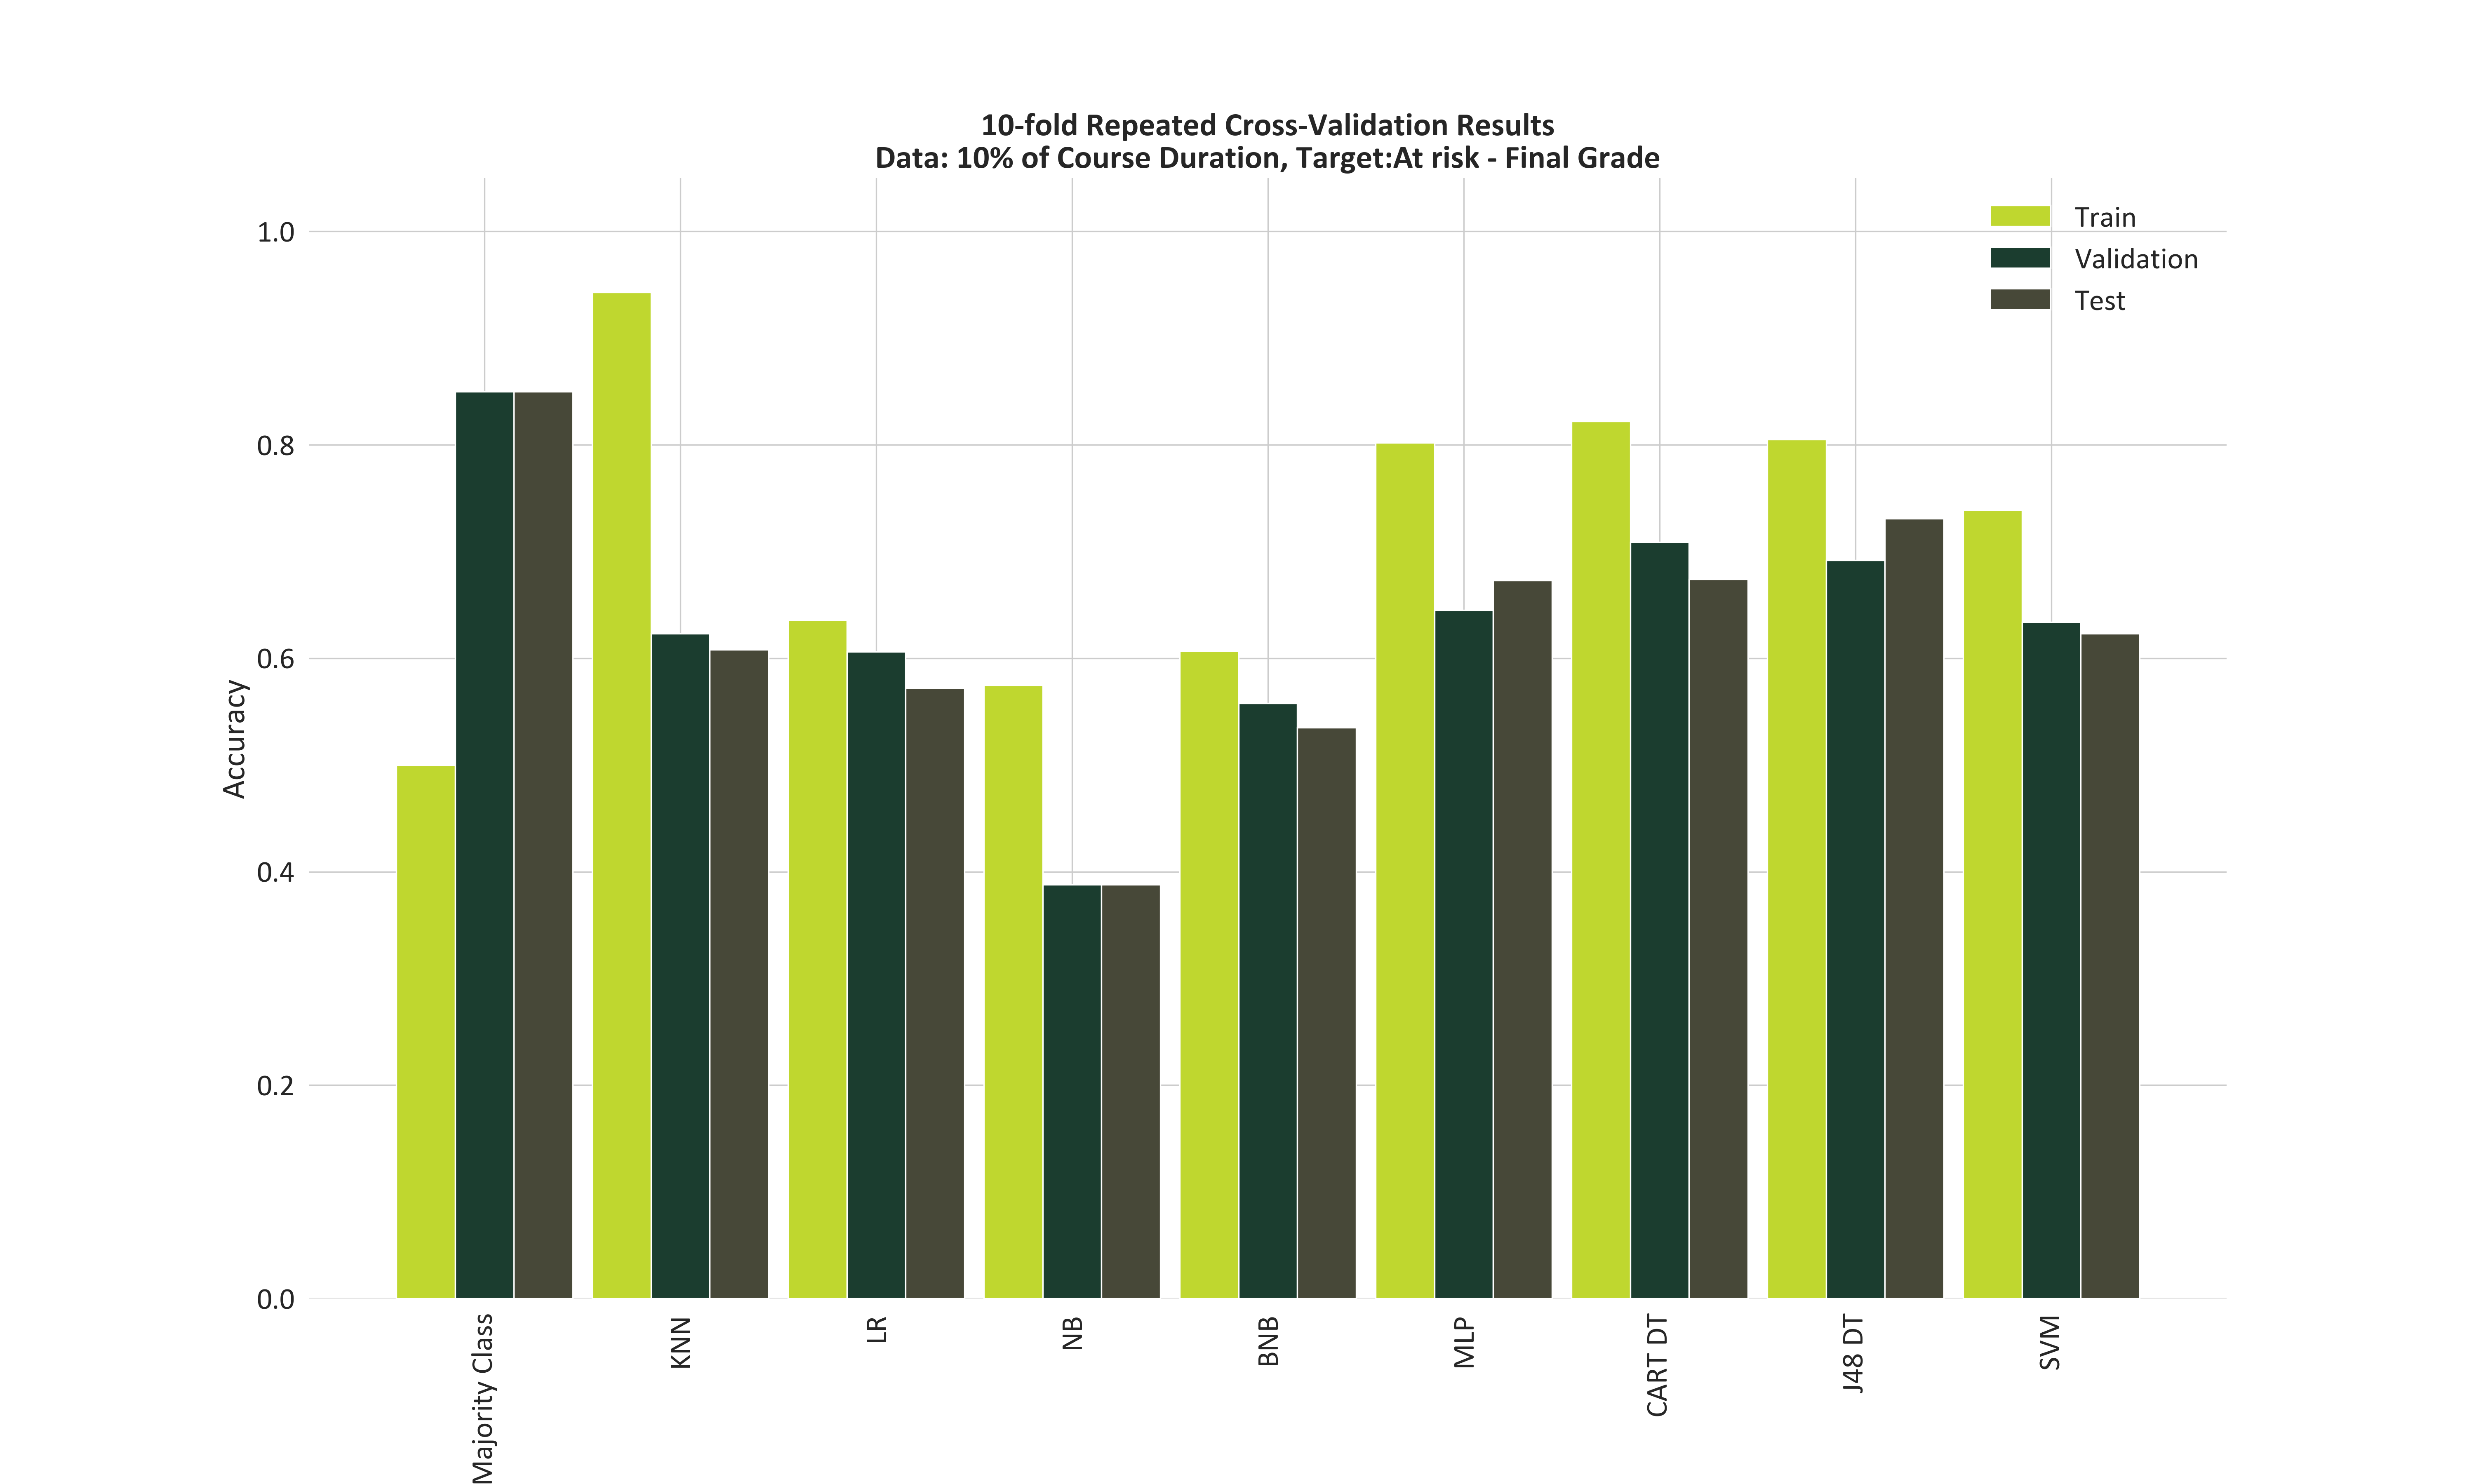 10-fold Repeated Cross-Validation Results
Data: 10% of Course Duration, Target:At risk - Final Grade
Train
Validation
Test
Accuracy
1.0
0.8
0.6
0.4
0.2
0.0
Majority Class
KNN
LR
NB
BNB
MLP
CART DT
J48 DT
SVM